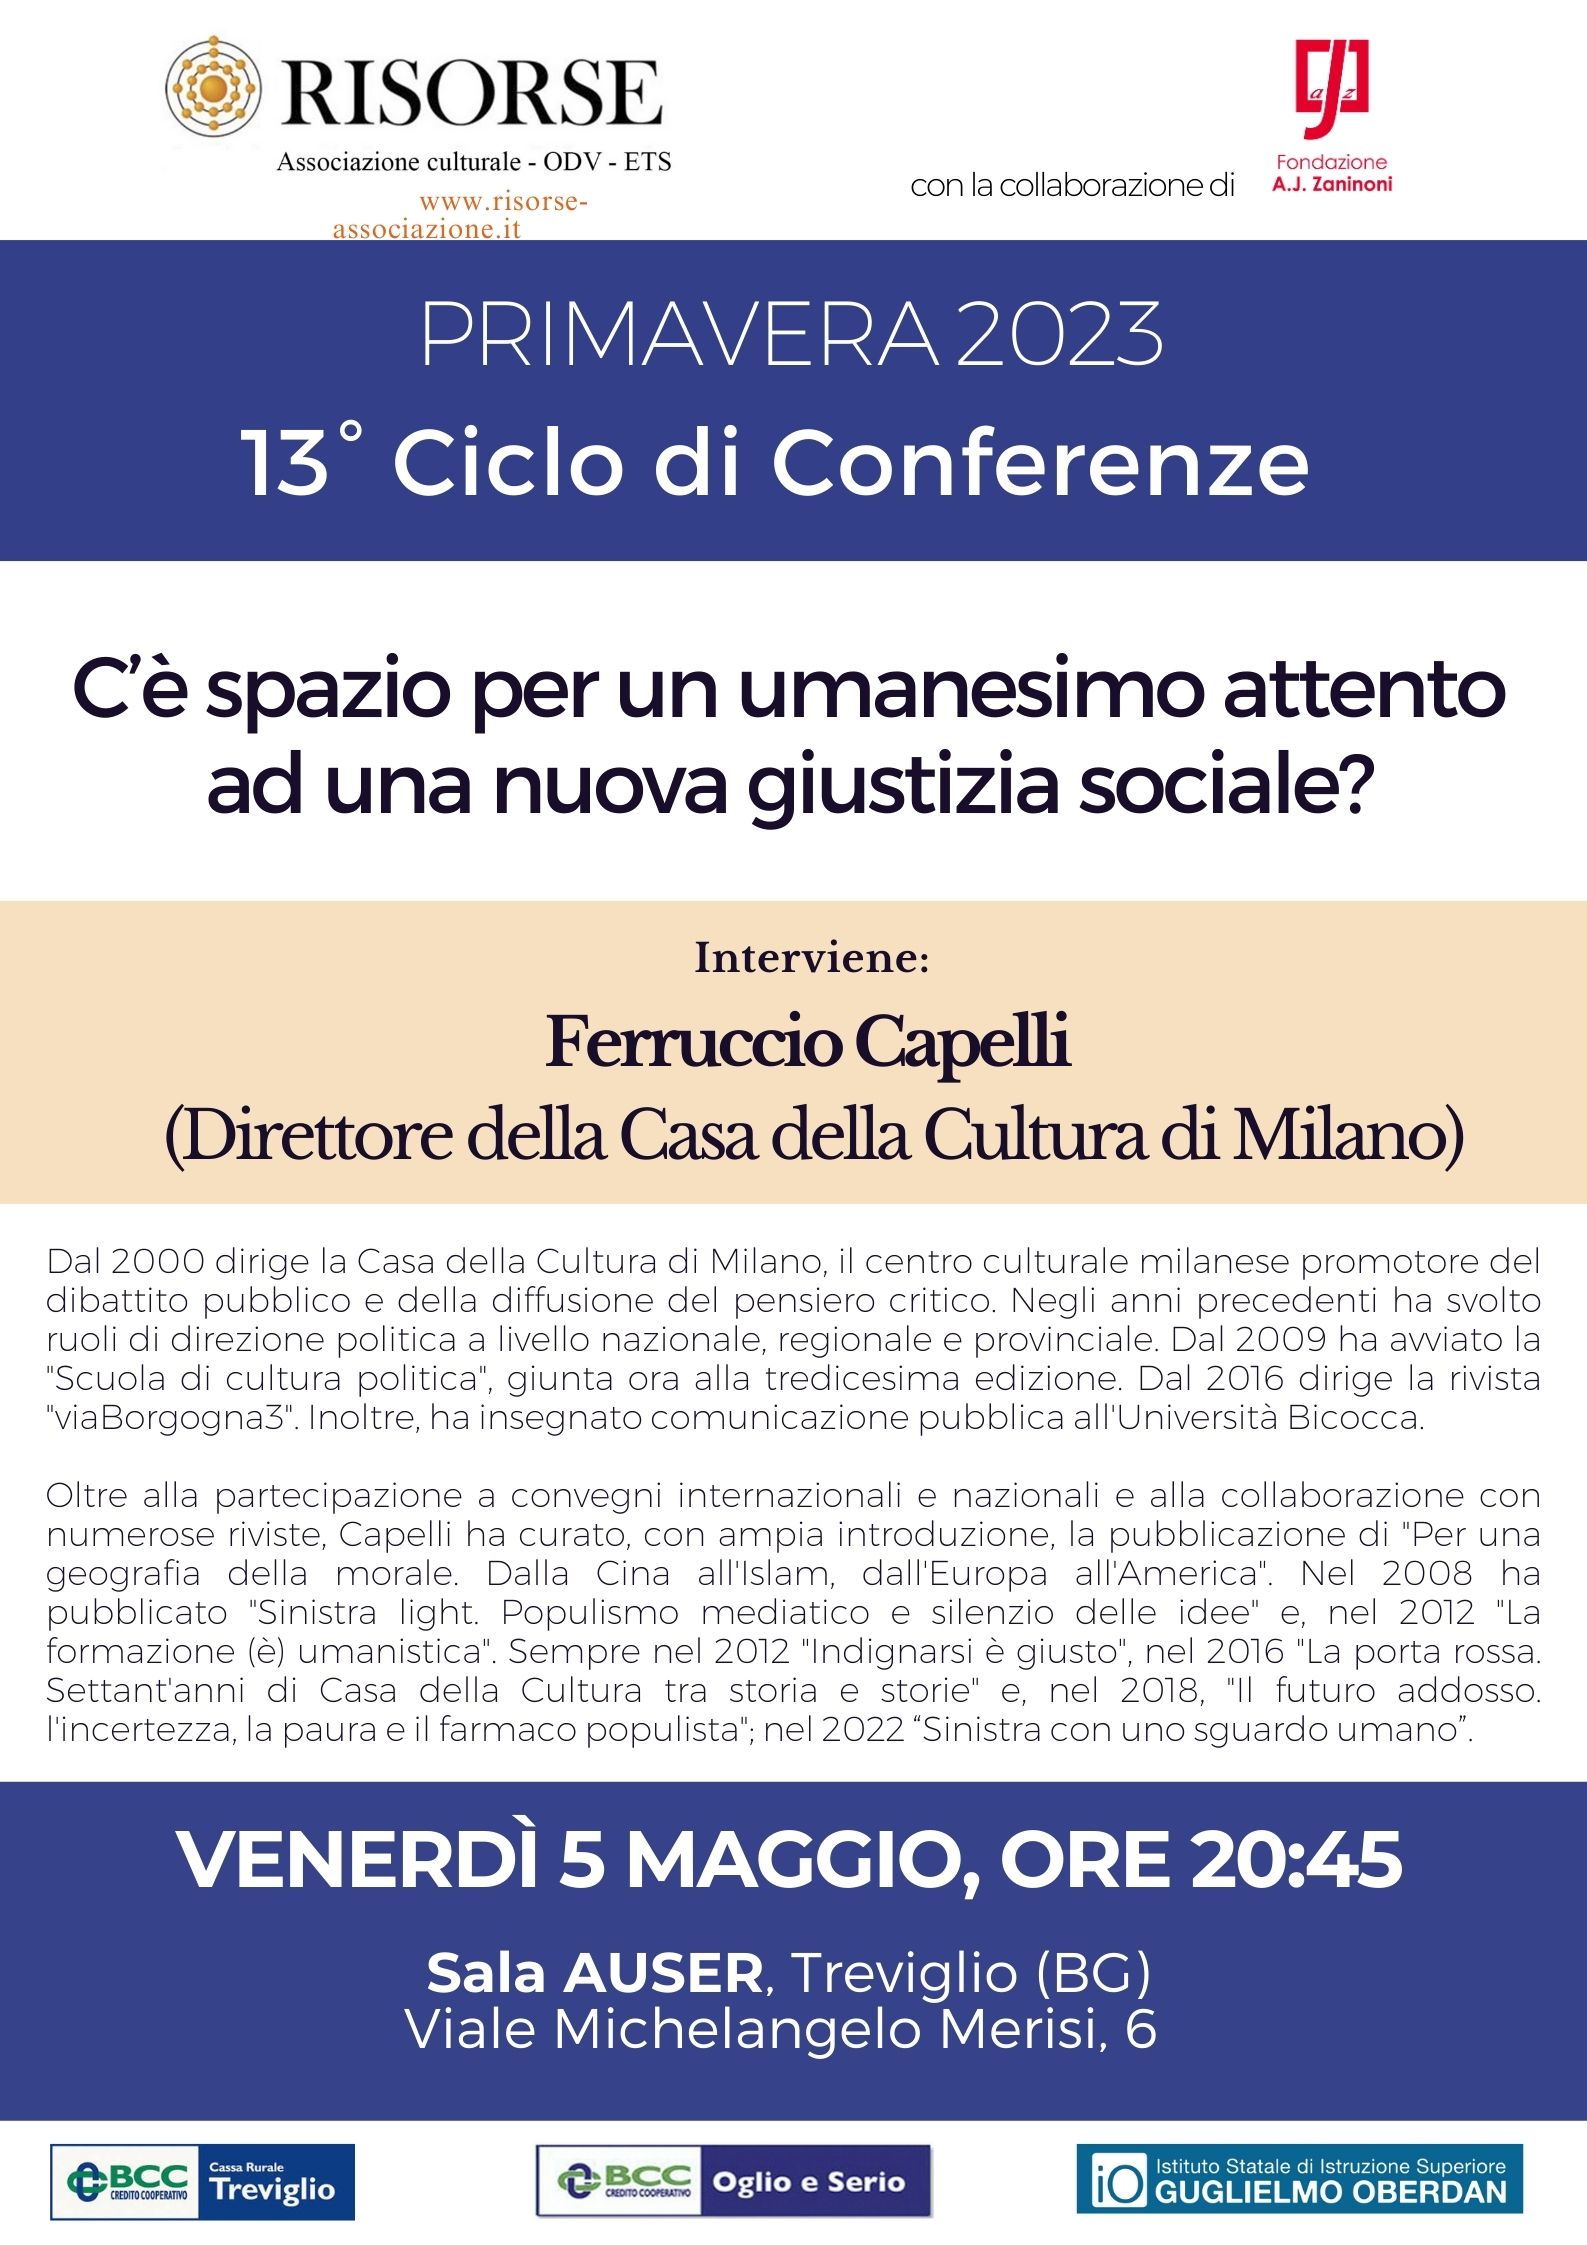 RISORSE
Associazione culturale - ODV - ETS
www.risorse-
associazione.it
con la collaborazione di
a z
Fondazione
A.J. Zaninoni
PRIMAVERA 2023
13° Ciclo di Conferenze
C’è spazio per un umanesimo attento
ad una nuova giustizia sociale?
Interviene:
Ferruccio Capelli
(Direttore della Casa della Cultura di Milano)
Dal 2000 dirige la Casa della Cultura di Milano, il centro culturale milanese promotore del
dibattito pubblico e della diffusione del pensiero critico. Negli anni precedenti ha svolto
ruoli di direzione politica a livello nazionale, regionale e provinciale. Dal 2009 ha avviato la
"Scuola di cultura politica", giunta ora alla tredicesima edizione. Dal 2016 dirige la rivista
"viaBorgogna3". Inoltre, ha insegnato comunicazione pubblica all'Università Bicocca.
Oltre alla partecipazione a convegni internazionali e nazionali e alla collaborazione con
numerose riviste, Capelli ha curato, con ampia introduzione, la pubblicazione di "Per una
geografia della morale. Dalla Cina all'Islam, dall'Europa all'America". Nel 2008 ha
pubblicato "Sinistra light. Populismo mediatico e silenzio delle idee" e, nel 2012 "La
formazione (è) umanistica". Sempre nel 2012 "Indignarsi è giusto", nel 2016 "La porta rossa.
Settant'anni di Casa della Cultura tra storia e storie" e, nel 2018, "Il futuro addosso.
l'incertezza, la paura e il farmaco populista"; nel 2022 “Sinistra con uno sguardo umano”.
VENERDÌ 5 MAGGIO, ORE 20:45
Sala AUSER, Treviglio (BG)
Viale Michelangelo Merisi, 6
BCC
CREDITO COOPERATIVO
Cassa Rurale
Treviglio
BCC
CREDITO COOPERATIVO
Oglio e Serio
iO
Istituto Statale di Istruzione Superiore
GUGLIELMO OBERDAN